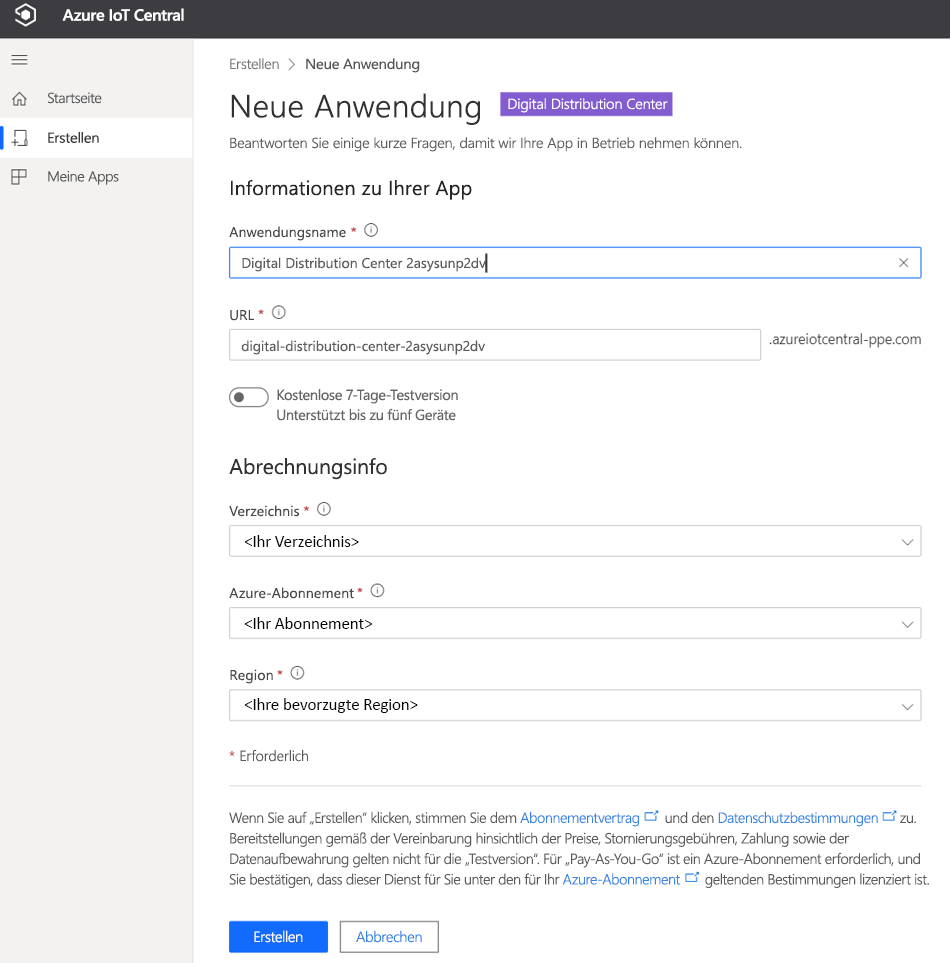 Azure IoT Central
Erstellen > Neue Anwendung
Startseite
Erstellen
Meine Apps
Neue Anwendung
Digital Distribution Center
Beantworten Sie einige kurze Fragen, damit wir Ihre App in Betrieb nehmen können.
Informationen zu Ihrer App
Anwendungsname *
Digital Distribution Center 2asysunp2dv
URL *
digital-distribution-center-2asysunp2dv
.azureiotcentral-ppe.com
Kostenlose 7-Tage-Testversion
Unterstützt bis zu fünf Geräte
Abrechnungsinfo
Verzeichnis *
<Ihr Verzeichnis>
Azure-Abonnement *
<Ihr Abonnement>
Region *
<Ihre bevorzugte Region>
* Erforderlich
Wenn Sie auf „Erstellen“ klicken, stimmen Sie dem Abonnementvertrag und den Datenschutzbestimmungen zu.
Bereitstellungen gemäß der Vereinbarung hinsichtlich der Preise, Stornierungsgebühren, Zahlung sowie der
Datenaufbewahrung gelten nicht für die „Testversion“. Für „Pay-As-You-Go“ ist ein Azure-Abonnement erforderlich, und
Sie bestätigen, dass dieser Dienst für Sie unter den für Ihr Azure-Abonnement geltenden Bestimmungen lizenziert ist.
Erstellen
Abbrechen